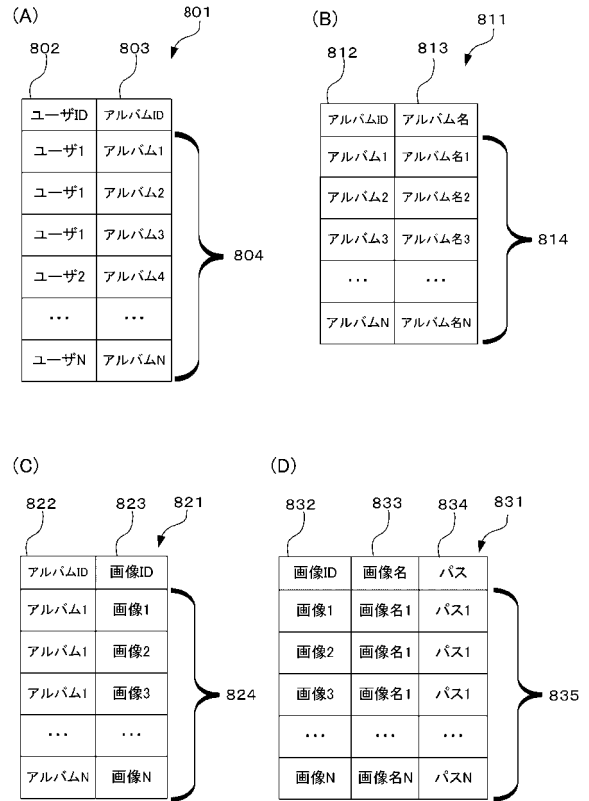 (A)
801
802
803
ユーザID アルバムID
ユーザ1 アルバム1
ユーザ1 アルバム2
ユーザ1 アルバム3
ユーザ2 アルバム4
… …
ユーザN アルバムN
804
(B)
811
812
813
アルバムID アルバム名
アルバム1 アルバム名1
アルバム2 アルバム名2
アルバム3 アルバム名3
… …
アルバムN アルバム名N
814
(C)
821
822
823
アルバムID 画像ID
アルバム1 画像1
アルバム1 画像2
アルバム1 画像3
… …
アルバムN 画像N
824
(D)
831
832
833
834
画像ID 画像名 パス
画像1 画像名1 パス1
画像2 画像名1 パス1
画像3 画像名1 パス1
… … …
画像N 画像名N パスN
835